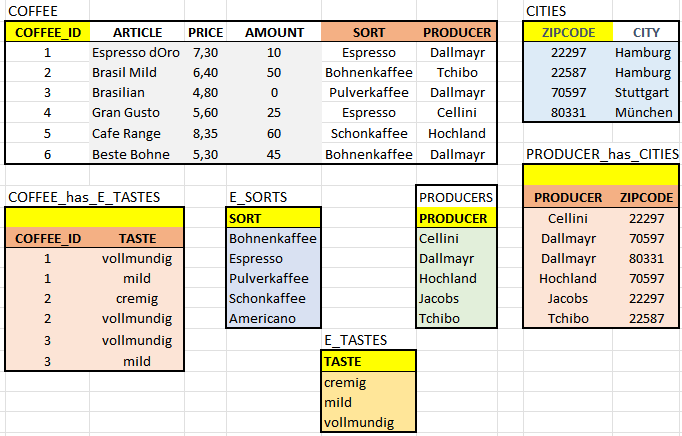 COFFEE
COFFEE_ID ARTICLE PRICE AMOUNT SORT PRODUCER
1 Espresso dOro 7,30 10 Espresso Dallmayr
2 Brasil Mild 6,40 50 Bohnenkaffee Tchibo
3 Brasilian 4,80 0 Pulverkaffee Dallmayr
4 Gran Gusto 5,60 25 Espresso Cellini
5 Cafe Range 8,35 60 Schonkaffee Hochland
6 Beste Bohne 5,30 45 Bohnenkaffee Dallmayr
CITIES
ZIPCODE CITY
22297 Hamburg
22587 Hamburg
70597 Stuttgart
80331 München
COFFEE_has_E_TASTES
COFFEE_ID TASTE
1 vollmundig
1 mild
2 cremig
2 vollmundig
3 vollmundig
3 mild
E_SORTS
SORT
Bohnenkaffee
Espresso
Pulverkaffee
Schonkaffee
Americano
PRODUCERS
PRODUCER
Cellini
Dallmayr
Hochland
Jacobs
Tchibo
PRODUCER_has_CITIES
PRODUCER ZIPCODE
Cellini 22297
Dallmayr 70597
Dallmayr 80331
Hochland 70597
Jacobs 22297
Tchibo 22587
E_TASTES
TASTE
cremig
mild
vollmundig